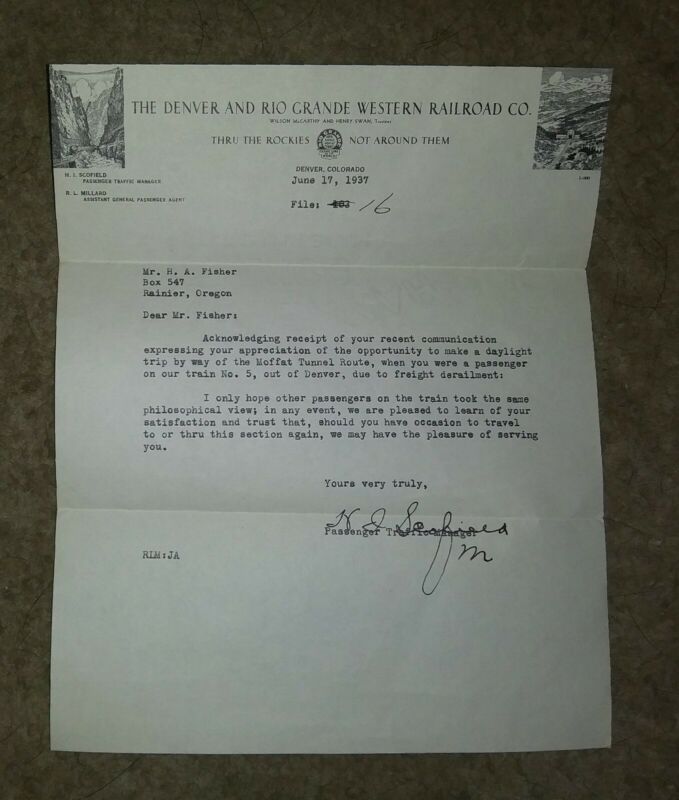 THE DENVER AND RIO GRANDE WESTERN RAILROAD CO.
WILSON McCARTHY AND HENRY SWAN, Trustees
THRU THE ROCKIES NOT AROUND THEM
H. I. SCOFIELD
PASSENGER TRAFFIC MANAGER
R. L. MILLARD
ASSISTANT GENERAL PASSENGER AGENT
DENVER, COLORADO
June 17, 1937
File: 16
Mr. H. A. Fisher
Box 547
Rainier, Oregon
Dear Mr. Fisher:
Acknowledging receipt of your recent communication
expressing your appreciation of the opportunity to make a daylight
trip by way of the Moffat Tunnel Route, when you were a passenger
on our train No. 5, out of Denver, due to freight derailment:
I only hope other passengers on the train took the same
philosophical view; in any event, we are pleased to learn of your
satisfaction and trust that, should you have occasion to travel
to or thru this section again, we may have the pleasure of serving
you.
Yours very truly,
H I Scofield
Passenger Traffic Manager
M
RLM:JA